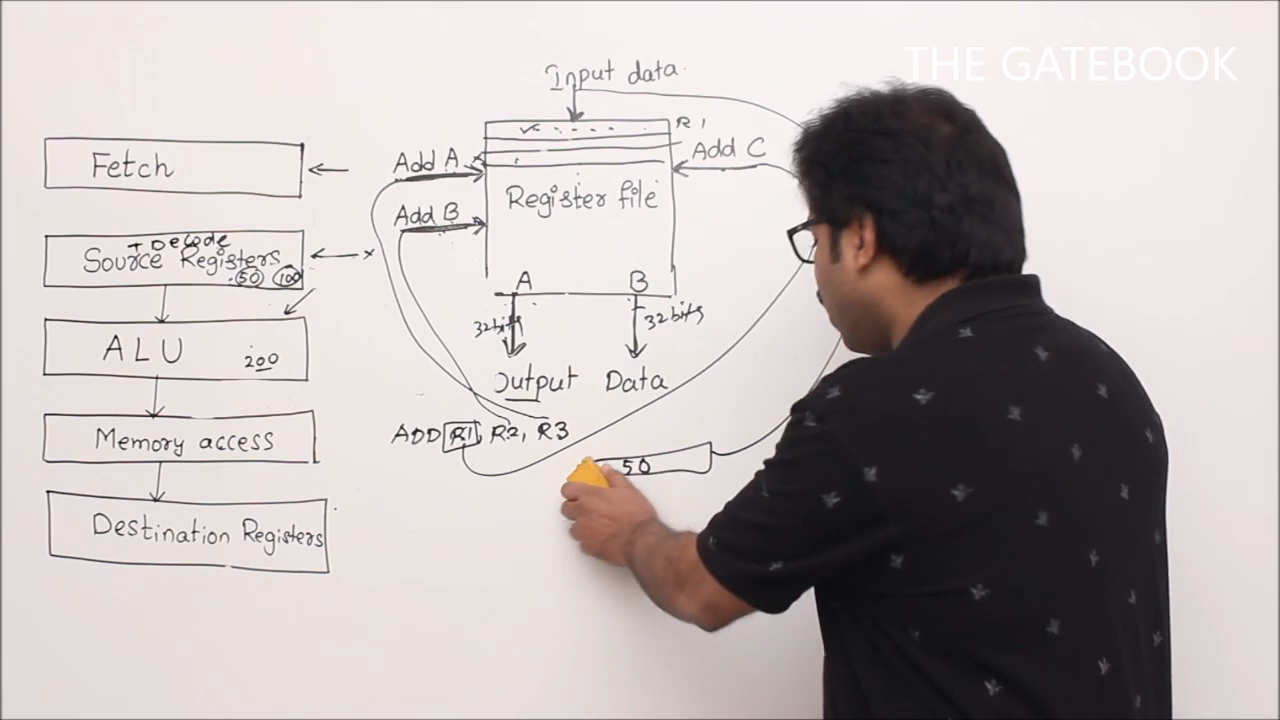 THE GATEBOOK
Input data
R1
Fetch
Add A
Add C
Add B
Register file
+ Decode
Source Registers
50 100
A B
32 bits 32 bits
ALU
200
Output Data
ADD R1, R2, R3
Memory access
50
Destination Registers